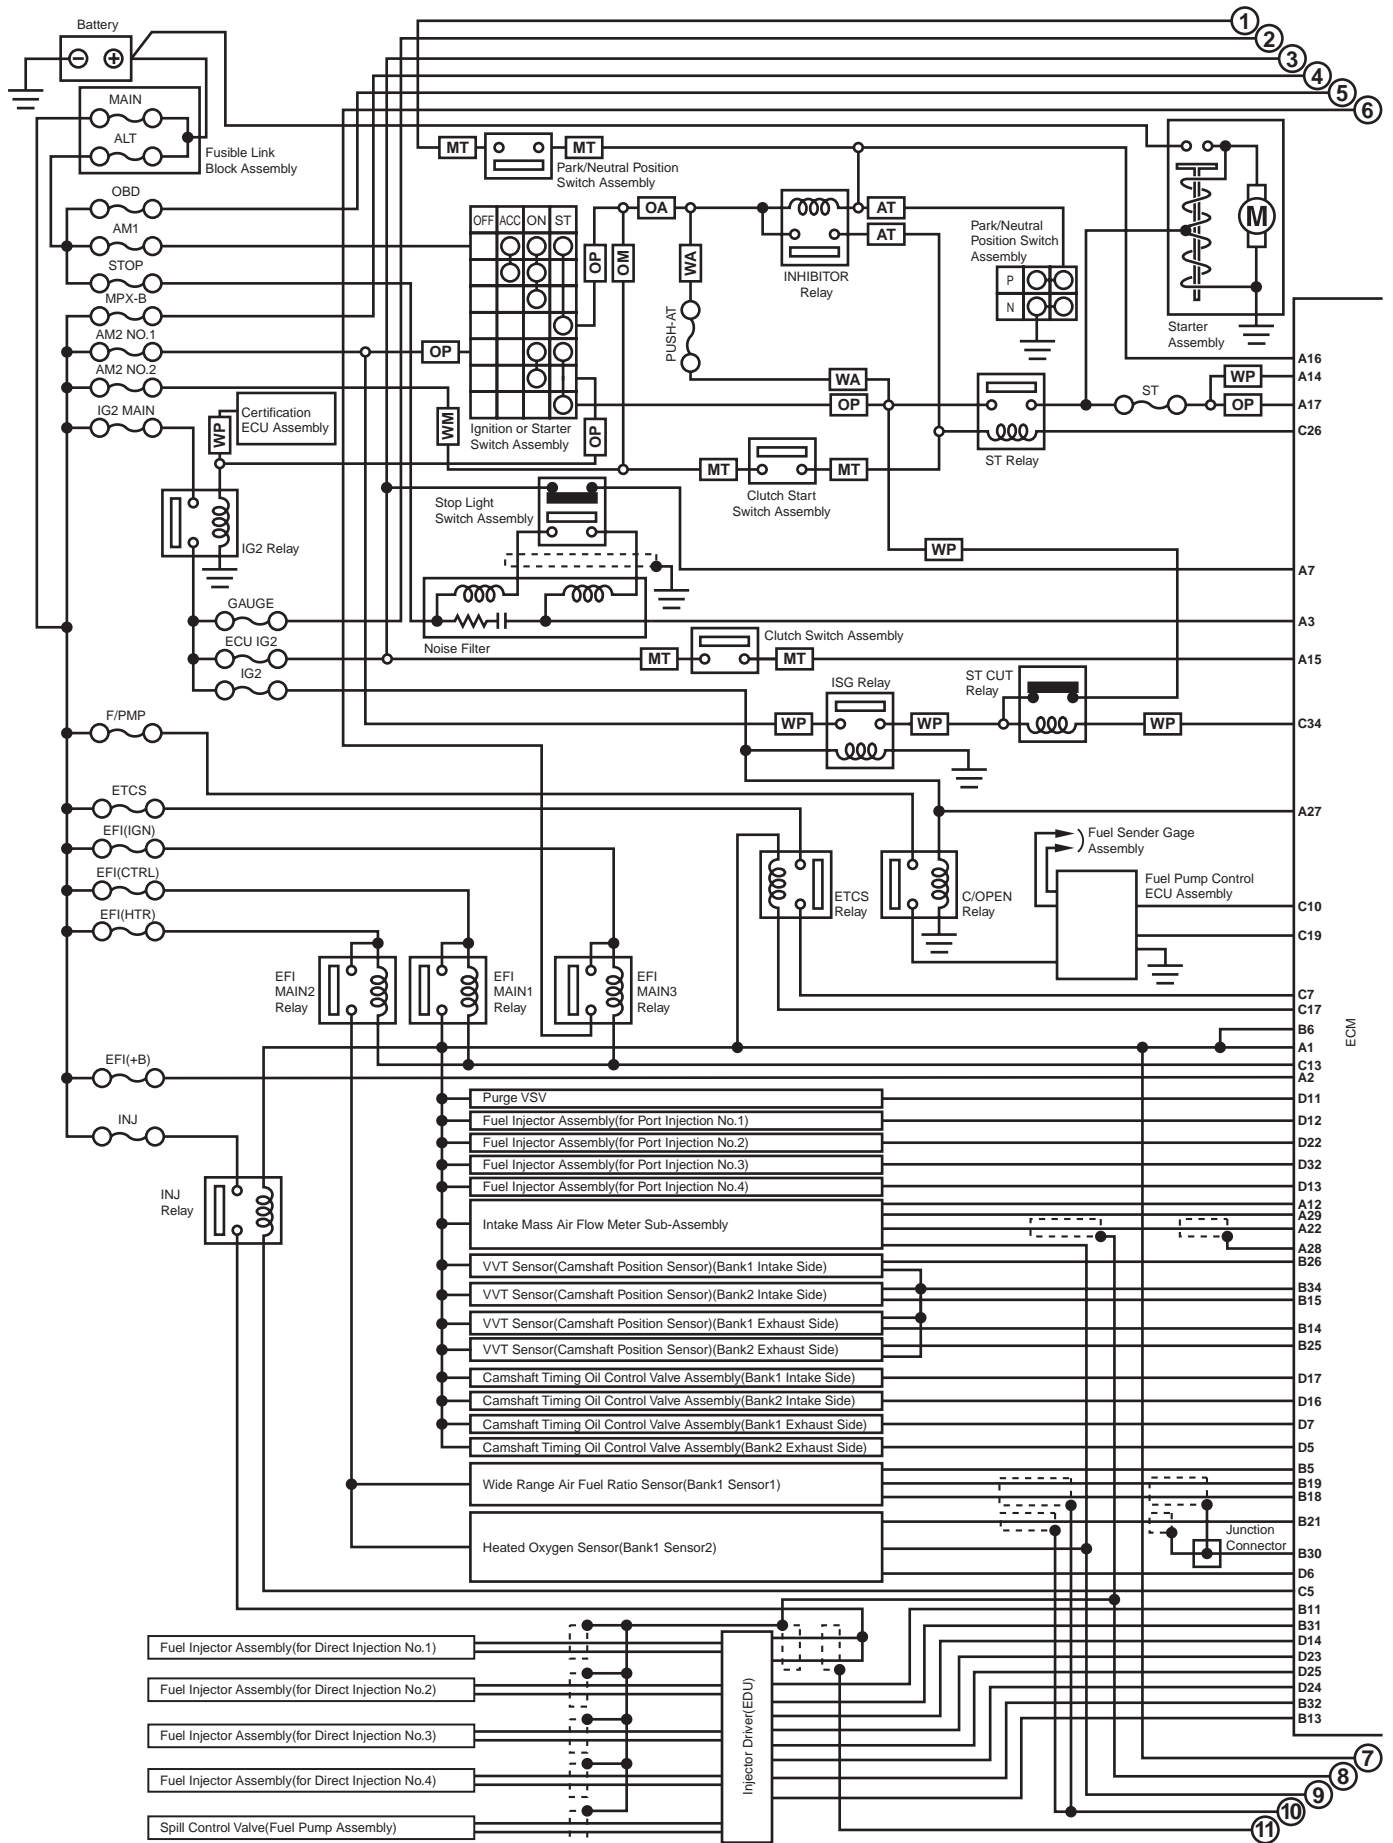 Battery
1
2
3
4
5
6
MAIN
ALT
Fusible Link
Block Assembly
MT
MT
Park/Neutral Position
Switch Assembly
OBD
AM1
STOP
MPX-B
AM2 NO.1
AM2 NO.2
IG2 MAIN
OFF ACC ON ST
OP
OM
OA
WA
AT
AT
INHIBITOR
Relay
Park/Neutral
Position Switch
Assembly
P
N
M
Starter
Assembly
PUSH-AT
OP
WA
OP
WM
OP
Ignition or Starter
Switch Assembly
WP
Certification
ECU Assembly
ST Relay
ST
WP
OP
A16
A14
A17
C26
MT
MT
Clutch Start
Switch Assembly
Stop Light
Switch Assembly
IG2 Relay
WP
A7
GAUGE
ECU IG2
IG2
Noise Filter
A3
MT
Clutch Switch Assembly
MT
A15
ISG Relay
ST CUT
Relay
F/PMP
WP
WP
WP
C34
ETCS
EFI(IGN)
EFI(CTRL)
EFI(HTR)
A27
Fuel Sender Gage
Assembly
Fuel Pump Control
ECU Assembly
ETCS
Relay
C/OPEN
Relay
C10
C19
EFI
MAIN2
Relay
EFI
MAIN1
Relay
EFI
MAIN3
Relay
C7
C17
B6
A1
C13
A2
ECM
EFI(+B)
INJ
INJ
Relay
Purge VSV
D11
Fuel Injector Assembly(for Port Injection No.1)
D12
Fuel Injector Assembly(for Port Injection No.2)
D22
Fuel Injector Assembly(for Port Injection No.3)
D32
Fuel Injector Assembly(for Port Injection No.4)
D13
Intake Mass Air Flow Meter Sub-Assembly
A12
A29
A22
A28
VVT Sensor(Camshaft Position Sensor)(Bank1 Intake Side)
B26
VVT Sensor(Camshaft Position Sensor)(Bank2 Intake Side)
B34
B15
VVT Sensor(Camshaft Position Sensor)(Bank1 Exhaust Side)
B14
VVT Sensor(Camshaft Position Sensor)(Bank2 Exhaust Side)
B25
Camshaft Timing Oil Control Valve Assembly(Bank1 Intake Side)
D17
Camshaft Timing Oil Control Valve Assembly(Bank2 Intake Side)
D16
Camshaft Timing Oil Control Valve Assembly(Bank1 Exhaust Side)
D7
Camshaft Timing Oil Control Valve Assembly(Bank2 Exhaust Side)
D5
Wide Range Air Fuel Ratio Sensor(Bank1 Sensor1)
B5
B19
B18
Heated Oxygen Sensor(Bank1 Sensor2)
B21
Junction
Connector
B30
D6
C5
B11
B31
D14
D23
D25
D24
B32
B13
Fuel Injector Assembly(for Direct Injection No.1)
Fuel Injector Assembly(for Direct Injection No.2)
Fuel Injector Assembly(for Direct Injection No.3)
Fuel Injector Assembly(for Direct Injection No.4)
Spill Control Valve(Fuel Pump Assembly)
Injector Driver(EDU)
7
8
9
10
11